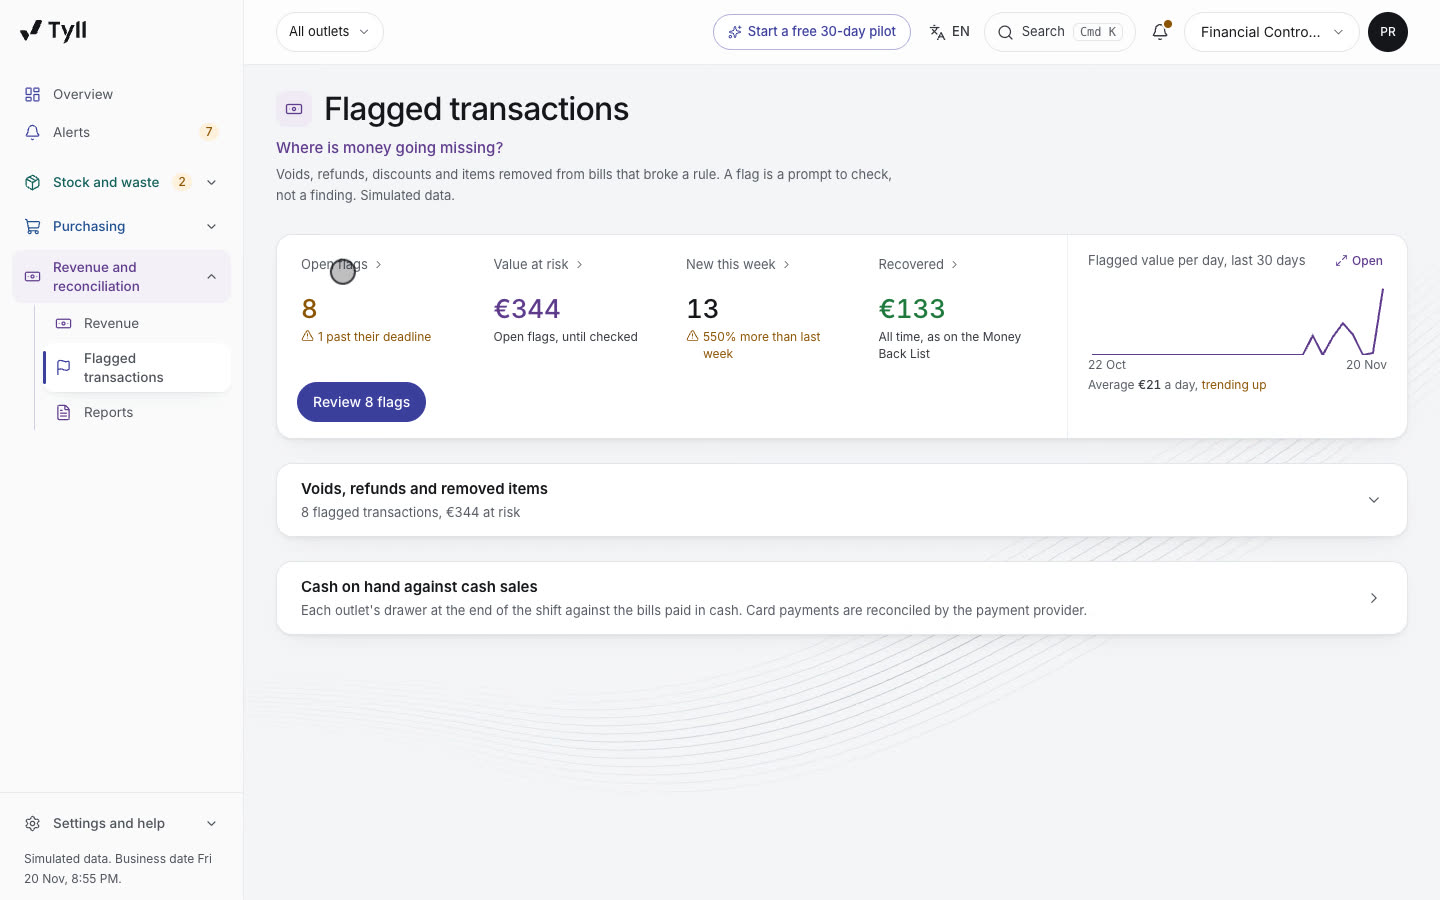 Tyll
All outlets
Start a free 30-day pilot
EN
Search
Cmd K
Financial Contro...
PR
Overview
Alerts
7
Stock and waste
2
Purchasing
Revenue and
reconciliation
Revenue
Flagged
transactions
Reports
Settings and help
Simulated data. Business date Fri
20 Nov, 8:55 PM.
Flagged transactions
Where is money going missing?
Voids, refunds, discounts and items removed from bills that broke a rule. A flag is a prompt to check,
not a finding. Simulated data.
Open flags
8
1 past their deadline
Value at risk
€344
Open flags, until checked
New this week
13
550% more than last
week
Recovered
€133
All time, as on the Money
Back List
Review 8 flags
Flagged value per day, last 30 days
Open
22 Oct
20 Nov
Average €21 a day, trending up
Voids, refunds and removed items
8 flagged transactions, €344 at risk
Cash on hand against cash sales
Each outlet's drawer at the end of the shift against the bills paid in cash. Card payments are reconciled by the payment provider.